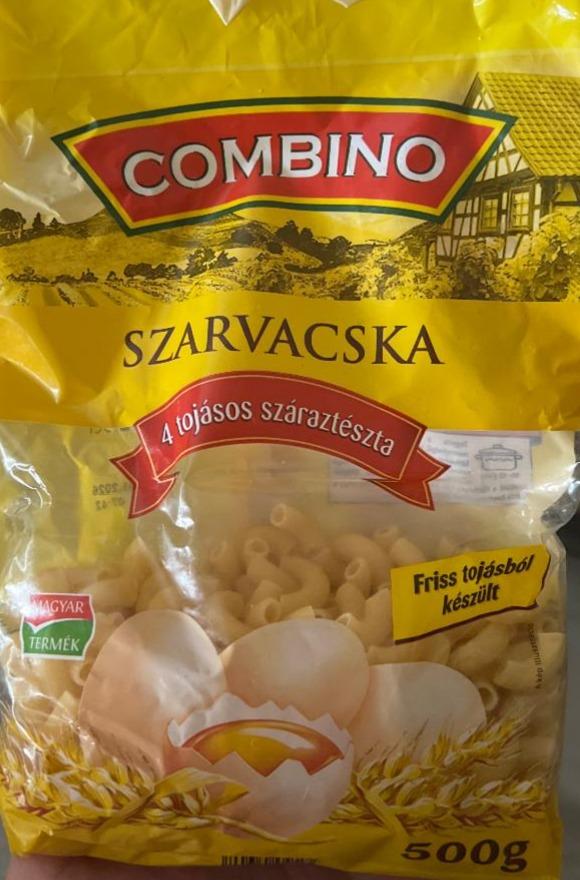 COMBINO
SZARVACSKA
4 tojásos száraztészta
Friss tojásból
készült
MAGYAR
TERMÉK
500g